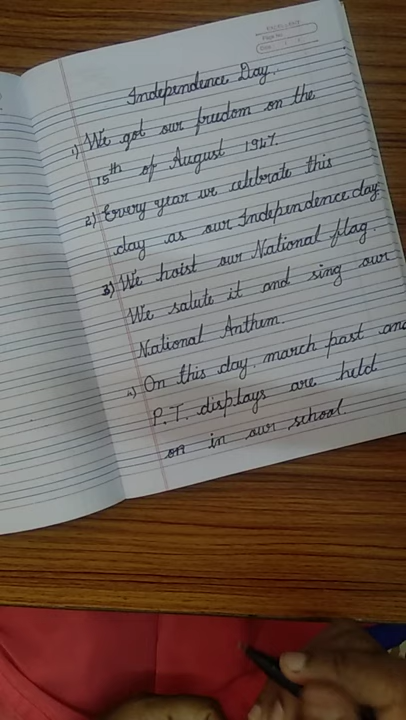 Independence Day.
1) We got our freedom on the
15th of August 1947.
2) Every year we celebrate this
day as our Independence day
3) We hoist our National flag.
We salute it and sing our
National Anthem.
4) On this day, march past and
P.T. displays are held
on in our school.